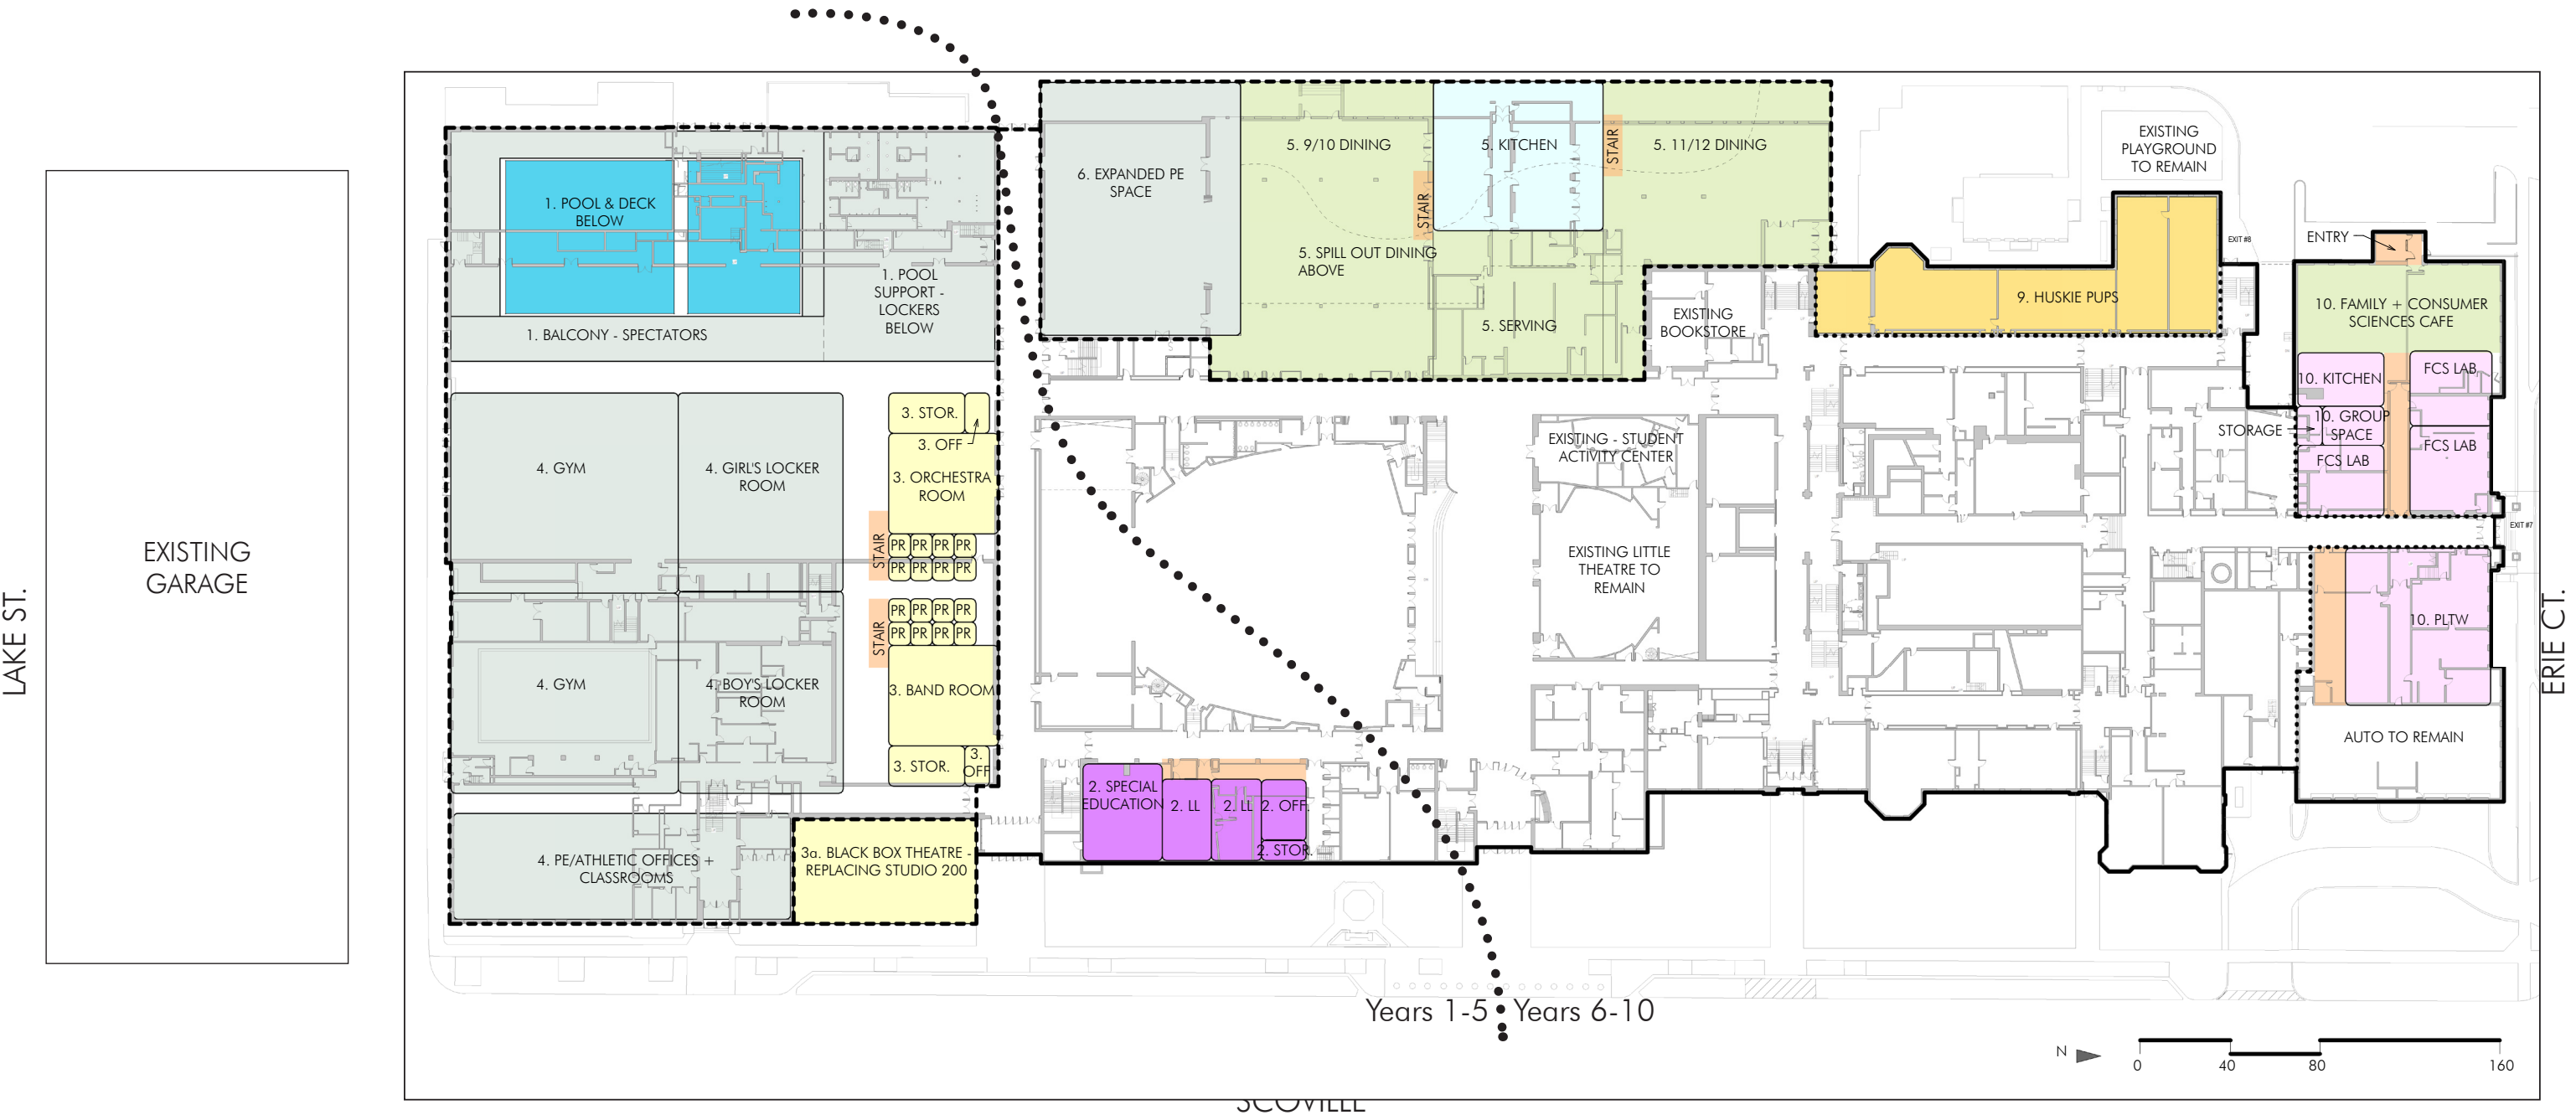 LAKE ST.
EXISTING
GARAGE
1. POOL & DECK
BELOW
1. POOL
SUPPORT -
LOCKERS
BELOW
1. BALCONY - SPECTATORS
4. GYM
4. GIRL'S LOCKER
ROOM
4. GYM
4. BOY'S LOCKER
ROOM
4. PE/ATHLETIC OFFICES +
CLASSROOMS
3. STOR.
3. OFF
3. ORCHESTRA
ROOM
STAIR
PR PR PR PR
PR PR PR PR
STAIR
PR PR PR PR
PR PR PR PR
3. BAND ROOM
3. STOR.
3.
OFF
3a. BLACK BOX THEATRE -
REPLACING STUDIO 200
6. EXPANDED PE
SPACE
5. 9/10 DINING
STAIR
5. KITCHEN
STAIR
5. 11/12 DINING
5. SPILL OUT DINING
ABOVE
5. SERVING
EXISTING
BOOKSTORE
EXISTING - STUDENT
ACTIVITY CENTER
EXISTING LITTLE
THEATRE TO
REMAIN
2. SPECIAL
EDUCATION
2. LL
2. LL
2. OFF.
2. STOR.
EXISTING
PLAYGROUND
TO REMAIN
9. HUSKIE PUPS
EXIT #8
ENTRY
10. FAMILY + CONSUMER
SCIENCES CAFE
10. KITCHEN
FCS LAB
10. GROUP
SPACE
STORAGE
FCS LAB
FCS LAB
EXIT #7
10. PLTW
AUTO TO REMAIN
ERIE CT.
Years 1-5
Years 6-10
N
0 40 80 160
SCOVILLE